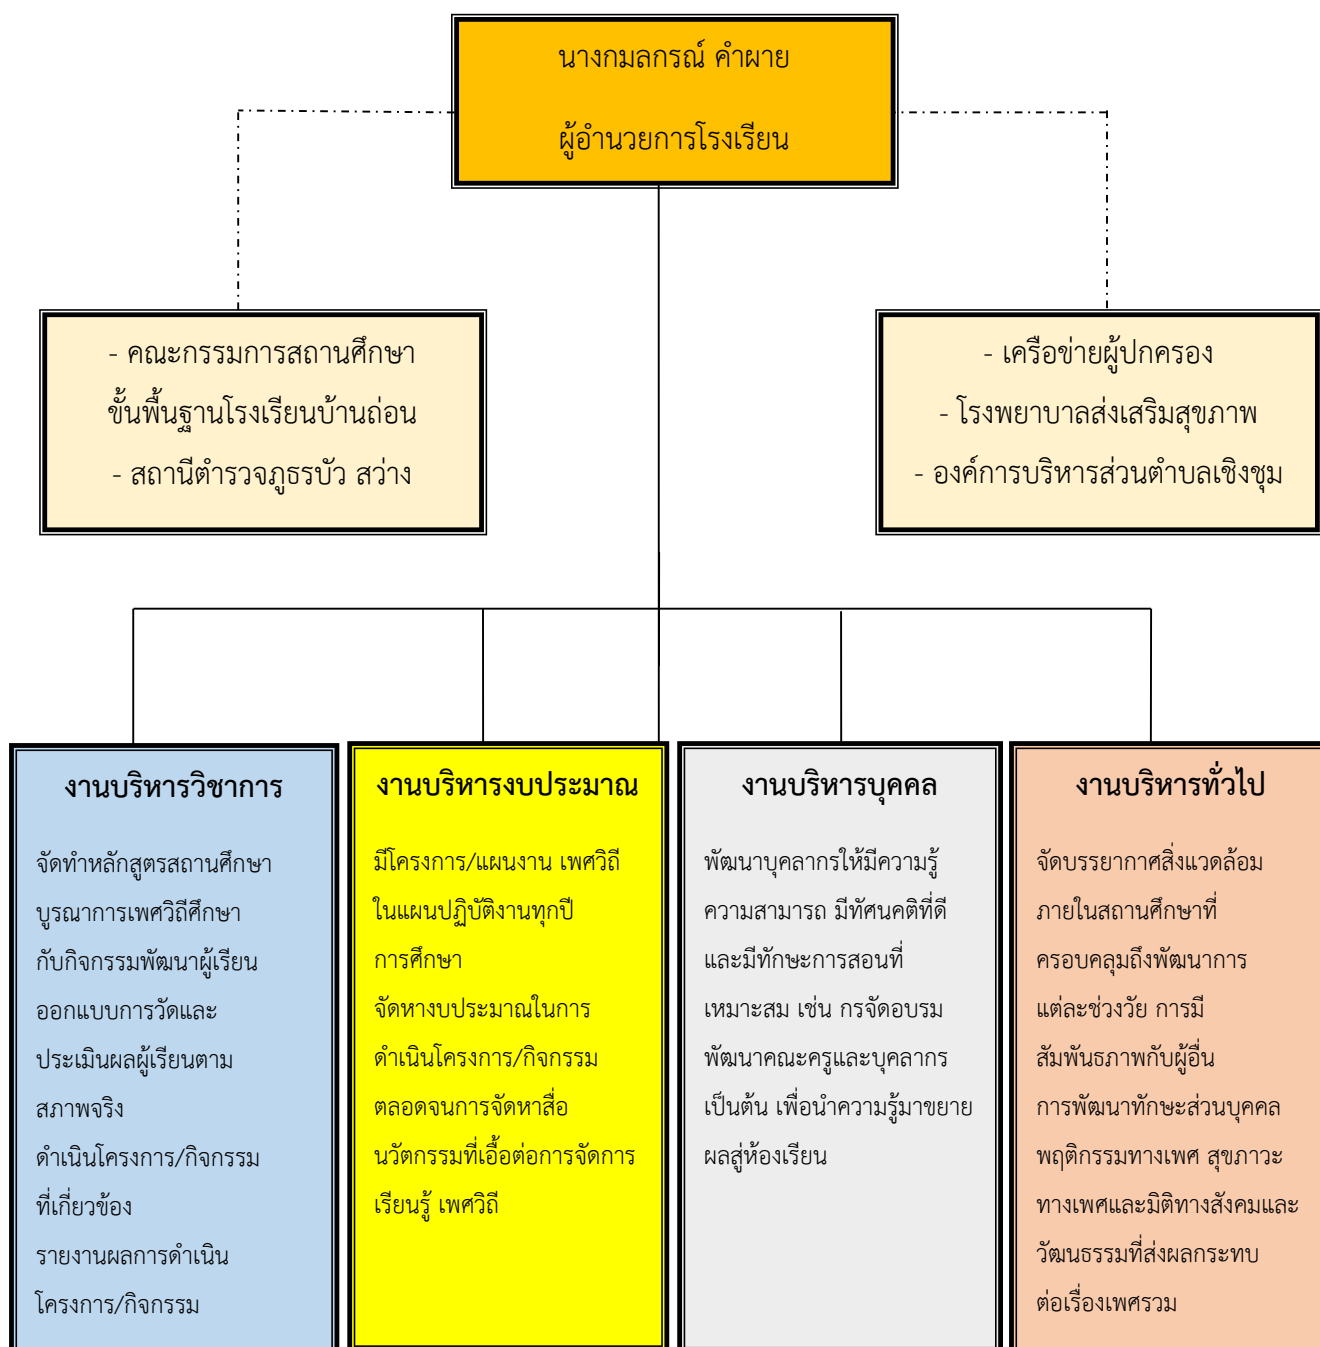 นางกมลกรณ์ คำผาย
ผู้อำนวยการโรงเรียน
- คณะกรรมการสถานศึกษา
ขั้นพื้นฐานโรงเรียนบ้านถ่อน
- สถานีตำรวจภูธรบัว สว่าง
- เครือข่ายผู้ปกครอง
- โรงพยาบาลส่งเสริมสุขภาพ
- องค์การบริหารส่วนตำบลเชิงชุม
งานบริหารวิชาการ
จัดทำหลักสูตรสถานศึกษา
บูรณาการเพศวิถีศึกษา
กับกิจกรรมพัฒนาผู้เรียน
ออกแบบการวัดและ
ประเมินผลผู้เรียนตาม
สภาพจริง
ดำเนินโครงการ/กิจกรรม
ที่เกี่ยวข้อง
รายงานผลการดำเนิน
โครงการ/กิจกรรม
งานบริหารงบประมาณ
มีโครงการ/แผนงาน เพศวิถี
ในแผนปฏิบัติงานทุกปี
การศึกษา
จัดหางบประมาณในการ
ดำเนินโครงการ/กิจกรรม
ตลอดจนการจัดหาสื่อ
นวัตกรรมที่เอื้อต่อการจัดการ
เรียนรู้ เพศวิถี
งานบริหารบุคคล
พัฒนาบุคลากรให้มีความรู้
ความสามารถ มีทัศนคติที่ดี
และมีทักษะการสอนที่
เหมาะสม เช่น กรจัดอบรม
พัฒนาคณะครูและบุคลากร
เป็นต้น เพื่อนำความรู้มาขยาย
ผลสู่ห้องเรียน
งานบริหารทั่วไป
จัดบรรยากาศสิ่งแวดล้อม
ภายในสถานศึกษาที่
ครอบคลุมถึงพัฒนาการ
แต่ละช่วงวัย การมี
สัมพันธภาพกับผู้อื่น
การพัฒนาทักษะส่วนบุคคล
พฤติกรรมทางเพศ สุขภาวะ
ทางเพศและมิติทางสังคมและ
วัฒนธรรมที่ส่งผลกระทบ
ต่อเรื่องเพศรวม